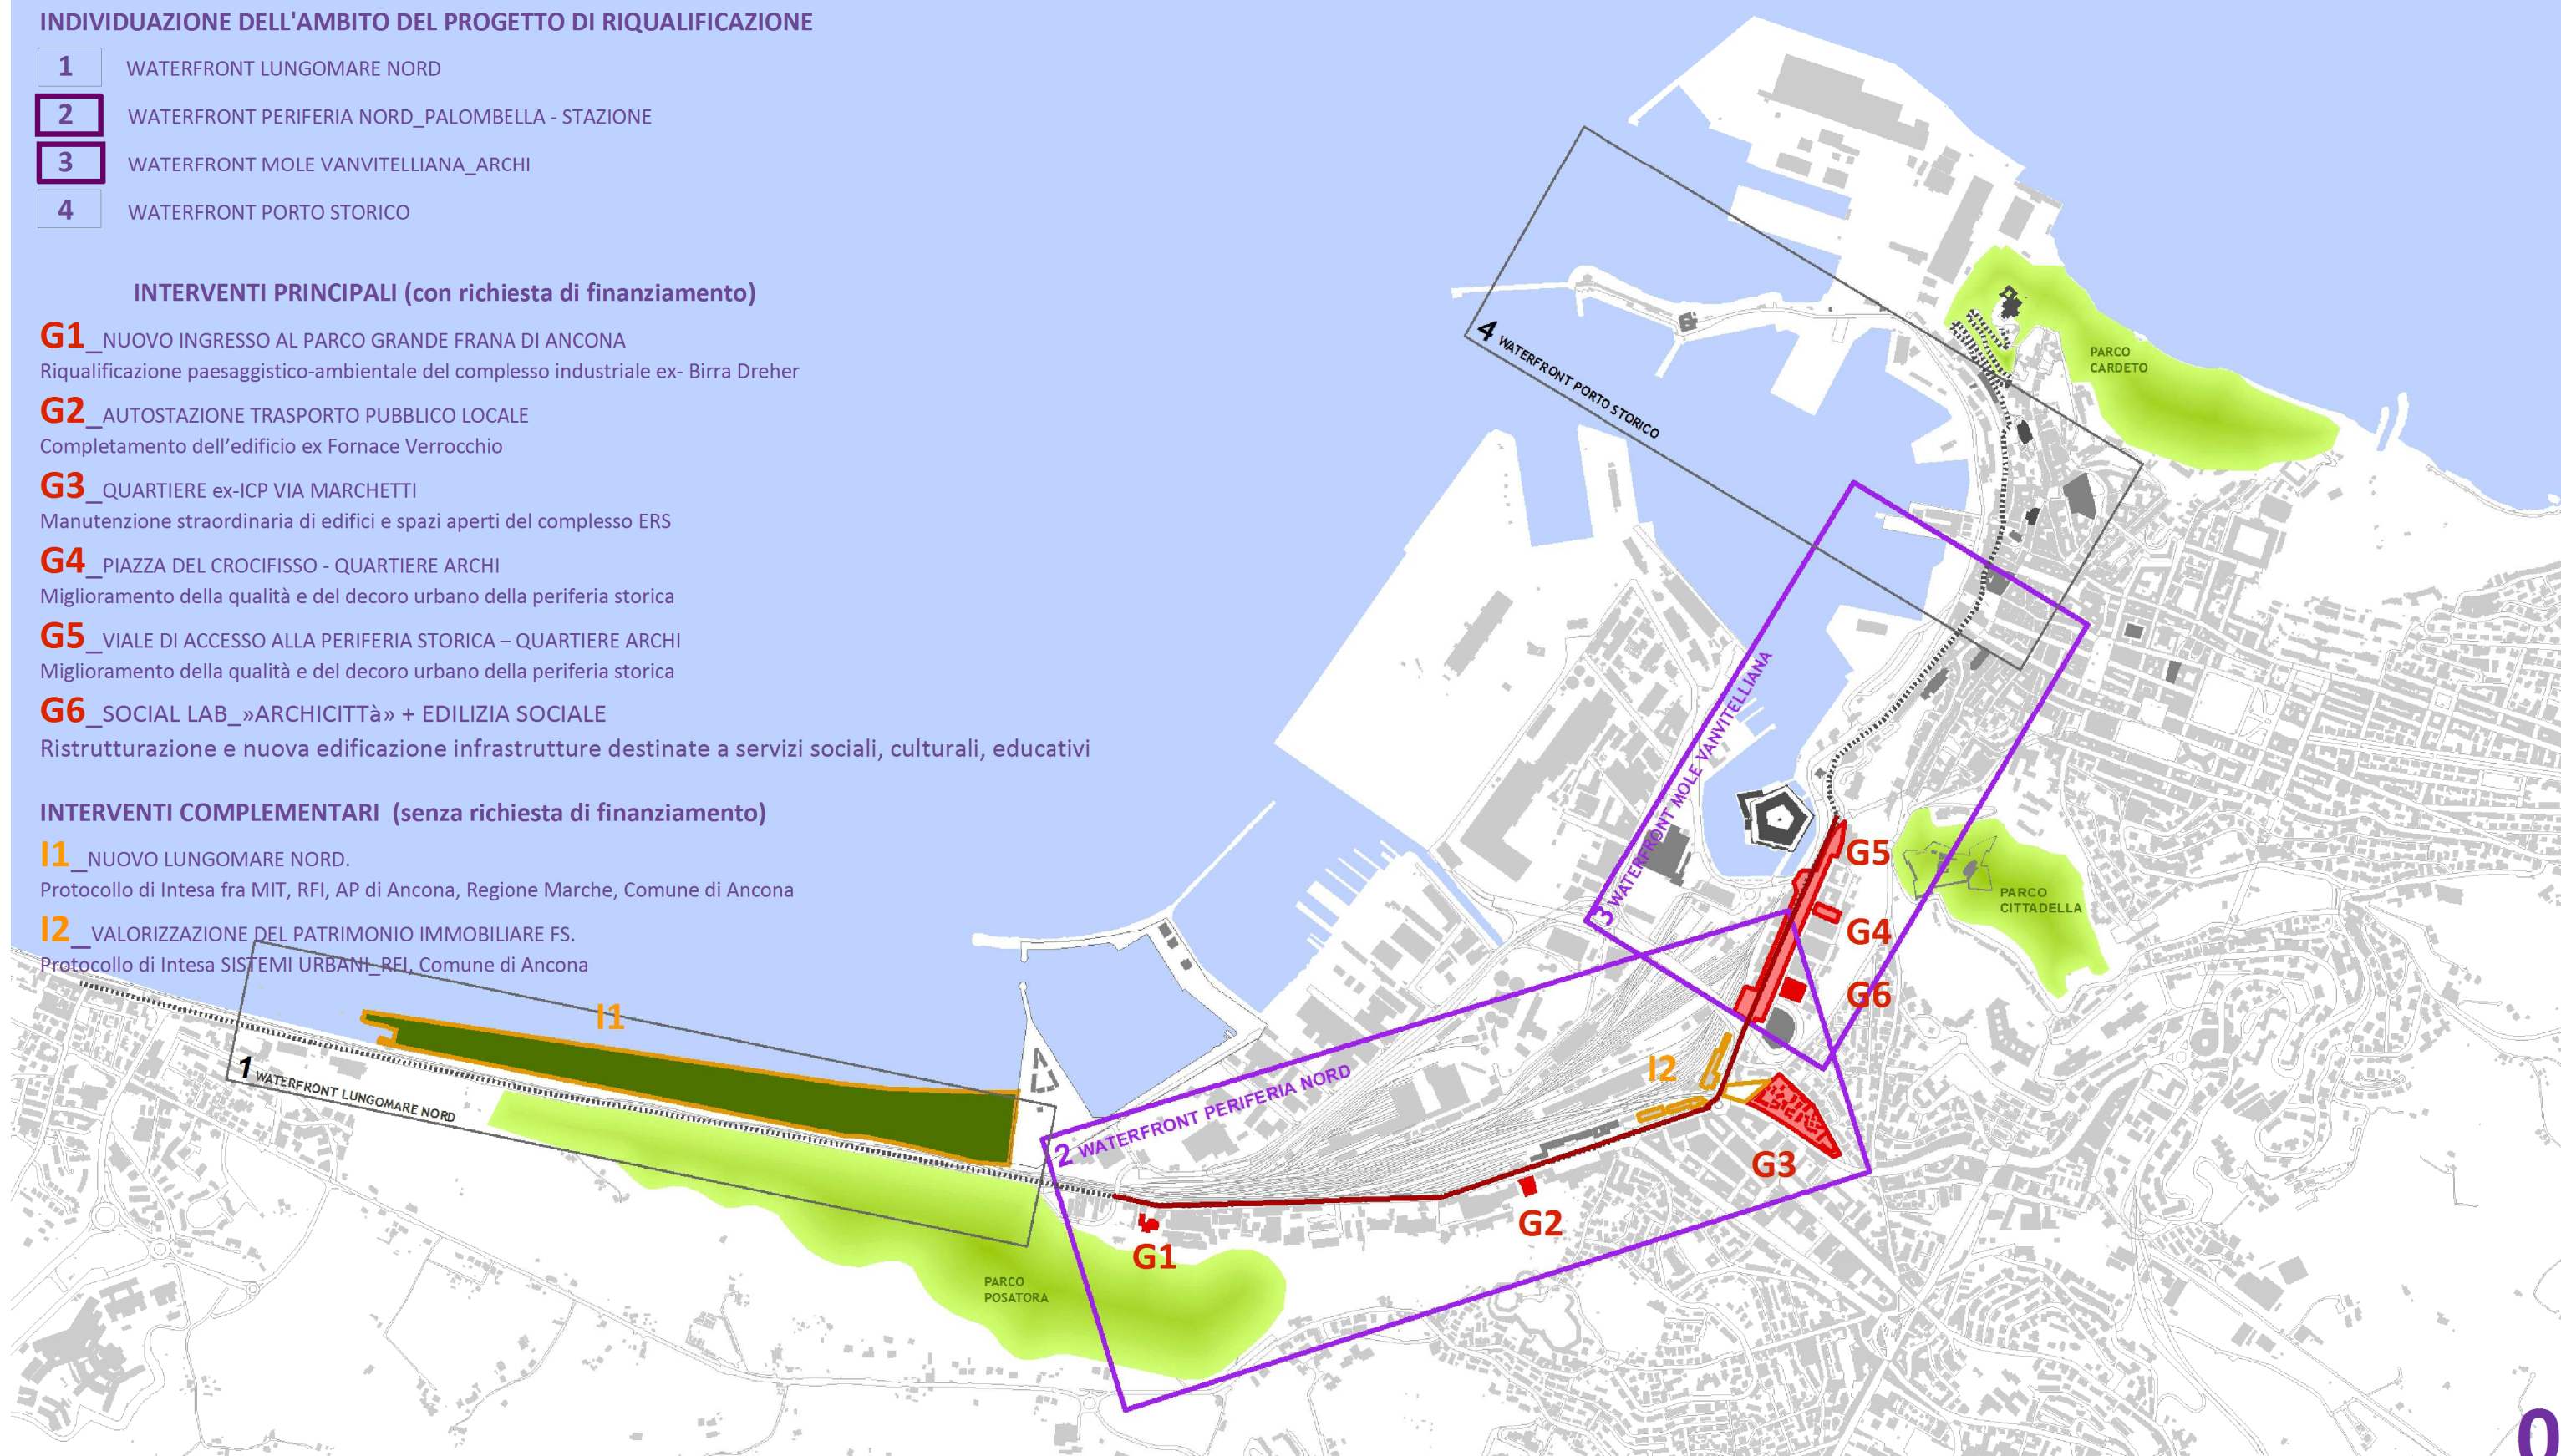 INDIVIDUAZIONE DELL'AMBITO DEL PROGETTO DI RIQUALIFICAZIONE
1 WATERFRONT LUNGOMARE NORD
2 WATERFRONT PERIFERIA NORD_PALOMBELLA - STAZIONE
3 WATERFRONT MOLE VANVITELLIANA_ARCHI
4 WATERFRONT PORTO STORICO
INTERVENTI PRINCIPALI (con richiesta di finanziamento)
G1_NUOVO INGRESSO AL PARCO GRANDE FRANA DI ANCONA
Riqualificazione paesaggistico-ambientale del complesso industriale ex- Birra Dreher
G2_AUTOSTAZIONE TRASPORTO PUBBLICO LOCALE
Completamento dell’edificio ex Fornace Verrocchio
G3_QUARTIERE ex-ICP VIA MARCHETTI
Manutenzione straordinaria di edifici e spazi aperti del complesso ERS
G4_PIAZZA DEL CROCIFISSO - QUARTIERE ARCHI
Miglioramento della qualità e del decoro urbano della periferia storica
G5_VIALE DI ACCESSO ALLA PERIFERIA STORICA – QUARTIERE ARCHI
Miglioramento della qualità e del decoro urbano della periferia storica
G6_SOCIAL LAB_»ARCHICITTà» + EDILIZIA SOCIALE
Ristrutturazione e nuova edificazione infrastrutture destinate a servizi sociali, culturali, educativi
INTERVENTI COMPLEMENTARI (senza richiesta di finanziamento)
I1_NUOVO LUNGOMARE NORD.
Protocollo di Intesa fra MIT, RFI, AP di Ancona, Regione Marche, Comune di Ancona
I2_VALORIZZAZIONE DEL PATRIMONIO IMMOBILIARE FS.
Protocollo di Intesa SISTEMI URBANI_RFI, Comune di Ancona
4 WATERFRONT PORTO STORICO
PARCO
CARDETO
3 WATERFRONT MOLE VANVITELLIANA
G5
PARCO
CITTADELLA
G4
G6
I1
1 WATERFRONT LUNGOMARE NORD
I2
2 WATERFRONT PERIFERIA NORD
G3
G2
G1
PARCO
POSATORA
0